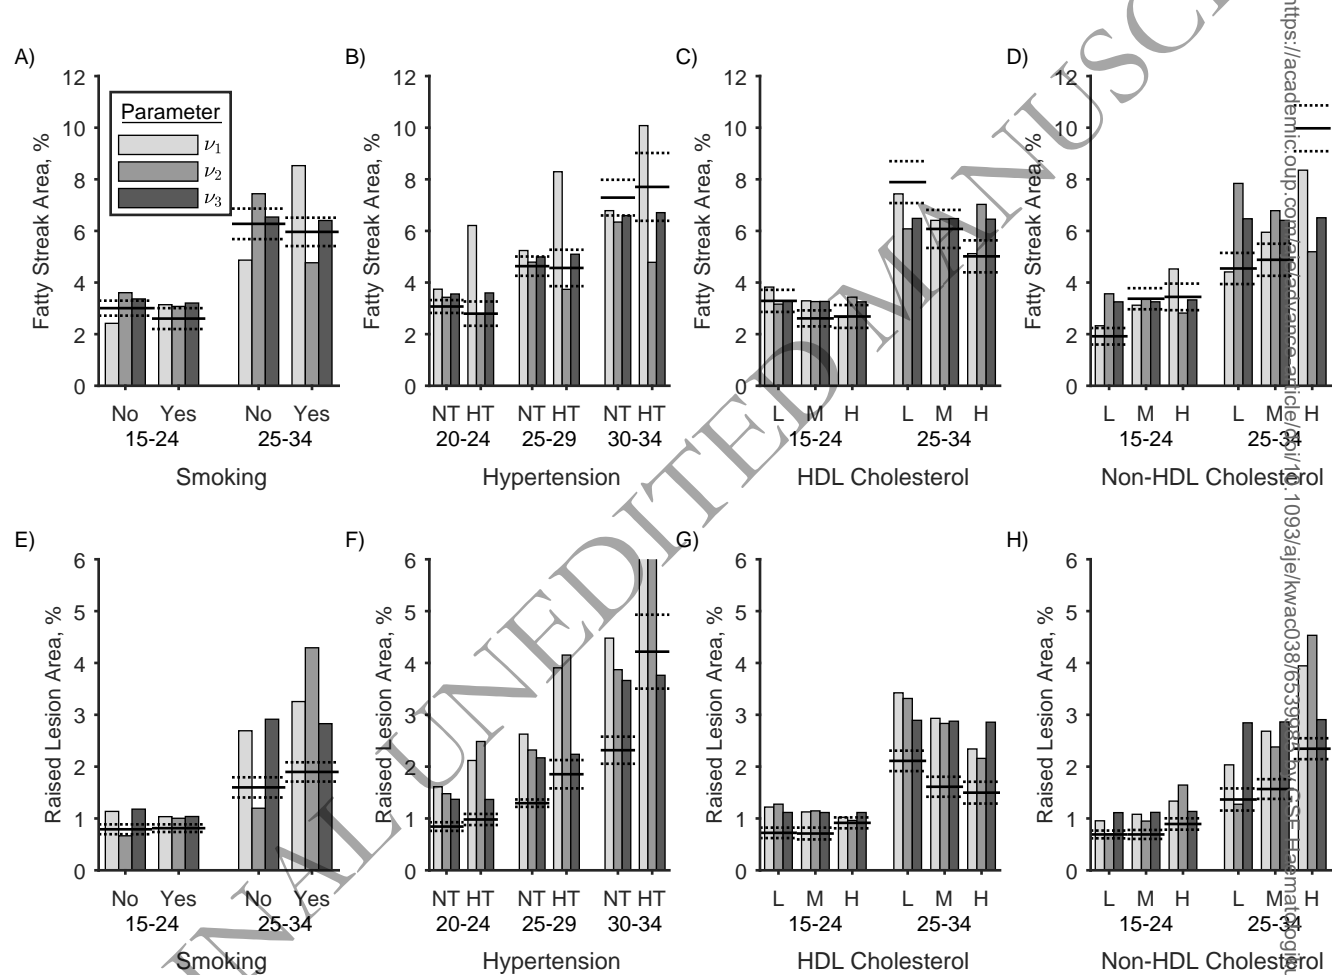 A)
Fatty Streak Area, %
12
10
8
6
4
2
0
Parameter
ν1
ν2
ν3
No Yes No Yes
15-24 25-34
Smoking
B)
Fatty Streak Area, %
12
10
8
6
4
2
0
NT HT NT HT NT HT
20-24 25-29 30-34
Hypertension
C)
Fatty Streak Area, %
12
10
8
6
4
2
0
L M H L M H
15-24 25-34
HDL Cholesterol
D)
Fatty Streak Area, %
12
10
8
6
4
2
0
L M H L M H
15-24 25-34
Non-HDL Cholesterol
E)
Raised Lesion Area, %
6
5
4
3
2
1
0
No Yes No Yes
15-24 25-34
Smoking
F)
Raised Lesion Area, %
6
5
4
3
2
1
0
NT HT NT HT NT HT
20-24 25-29 30-34
Hypertension
G)
Raised Lesion Area, %
6
5
4
3
2
1
0
L M H L M H
15-24 25-34
HDL Cholesterol
H)
Raised Lesion Area, %
6
5
4
3
2
1
0
L M H L M H
15-24 25-34
Non-HDL Cholesterol
INAL UNEDITED MANUSC
https://academic.oup.com/aje/advance-article/doi/10.1093/aje/kwac038/6539985 by GSF Haematologi